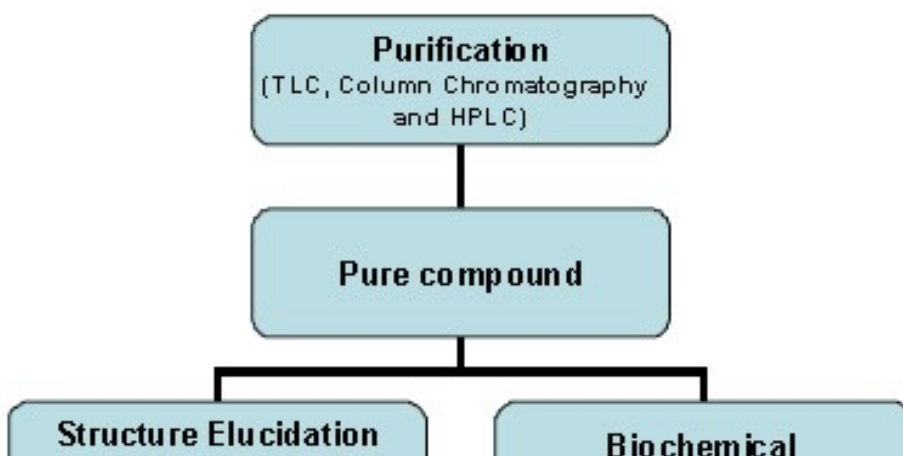 Purification
(TLC, Column Chromatography
and HPLC)
Pure compound
Structure Elucidation
Biochemical